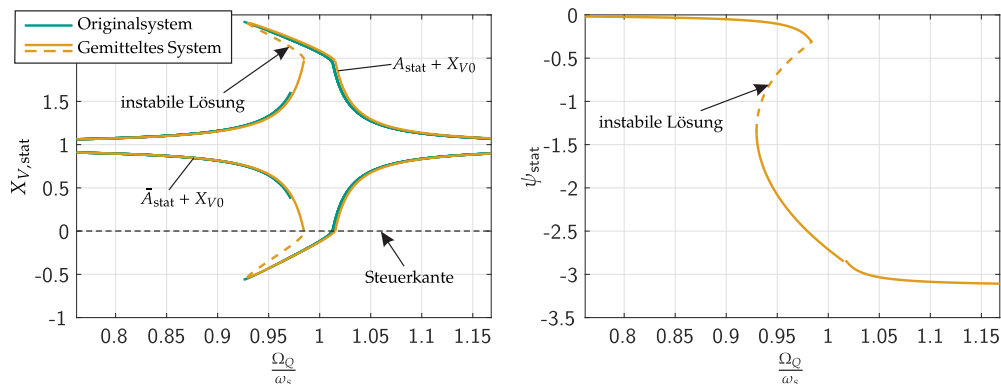 Originalsystem
Gemitteltes System
instabile Lösung
A_stat + X_V0
Ā_stat + X_V0
Steuerkante
X_V,stat
1.5
1
0.5
0
-0.5
-1
0.8 0.85 0.9 0.95 1 1.05 1.1 1.15
Ω_Q
ω_s
instabile Lösung
ψ_stat
0
-0.5
-1
-1.5
-2
-2.5
-3
-3.5
0.8 0.85 0.9 0.95 1 1.05 1.1 1.15
Ω_Q
ω_s